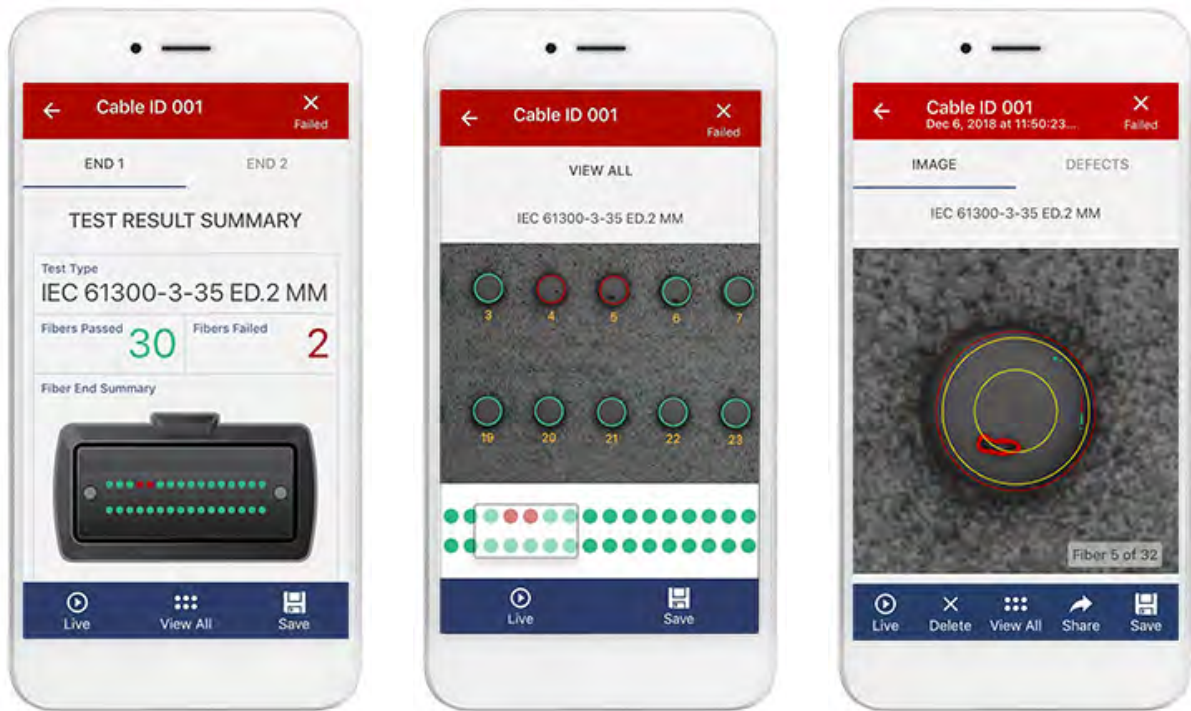 Cable ID 001
Failed
END 1 END 2
TEST RESULT SUMMARY
Test Type
IEC 61300-3-35 ED.2 MM
Fibers Passed 30 Fibers Failed 2
Fiber End Summary
Live View All Save
Cable ID 001
Failed
VIEW ALL
IEC 61300-3-35 ED.2 MM
3 4 5 6 7
19 20 21 22 23
Live Save
Cable ID 001
Dec 6, 2018 at 11:50:23... Failed
IMAGE DEFECTS
IEC 61300-3-35 ED.2 MM
Fiber 5 of 32
Live Delete View All Share Save